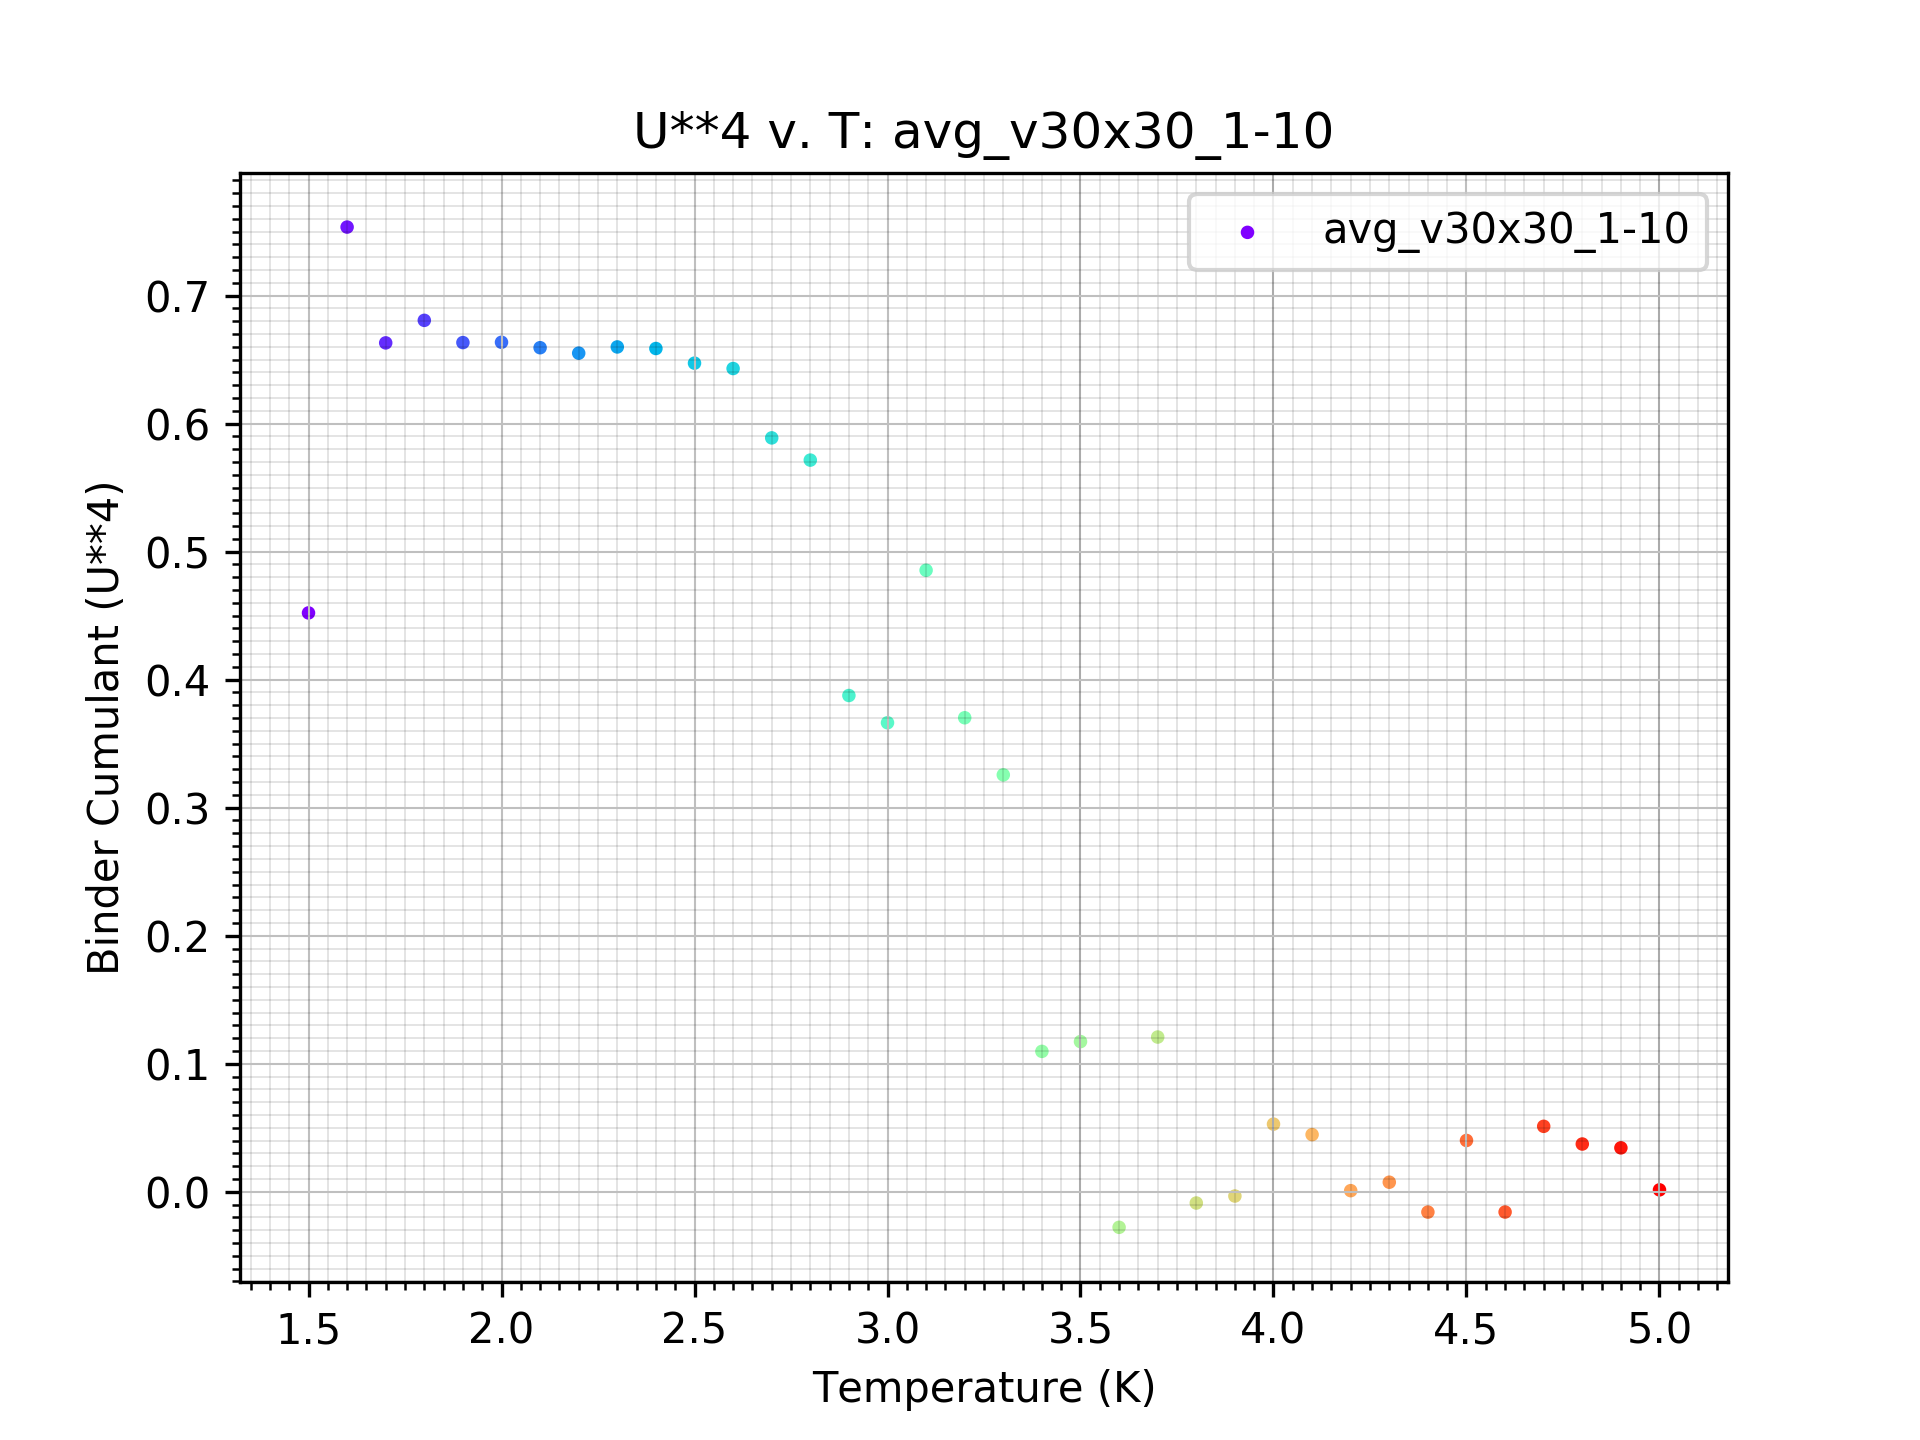 U**4 v. T: avg_v30x30_1-10
avg_v30x30_1-10
Binder Cumulant (U**4)
0.7
0.6
0.5
0.4
0.3
0.2
0.1
0.0
1.5 2.0 2.5 3.0 3.5 4.0 4.5 5.0
Temperature (K)